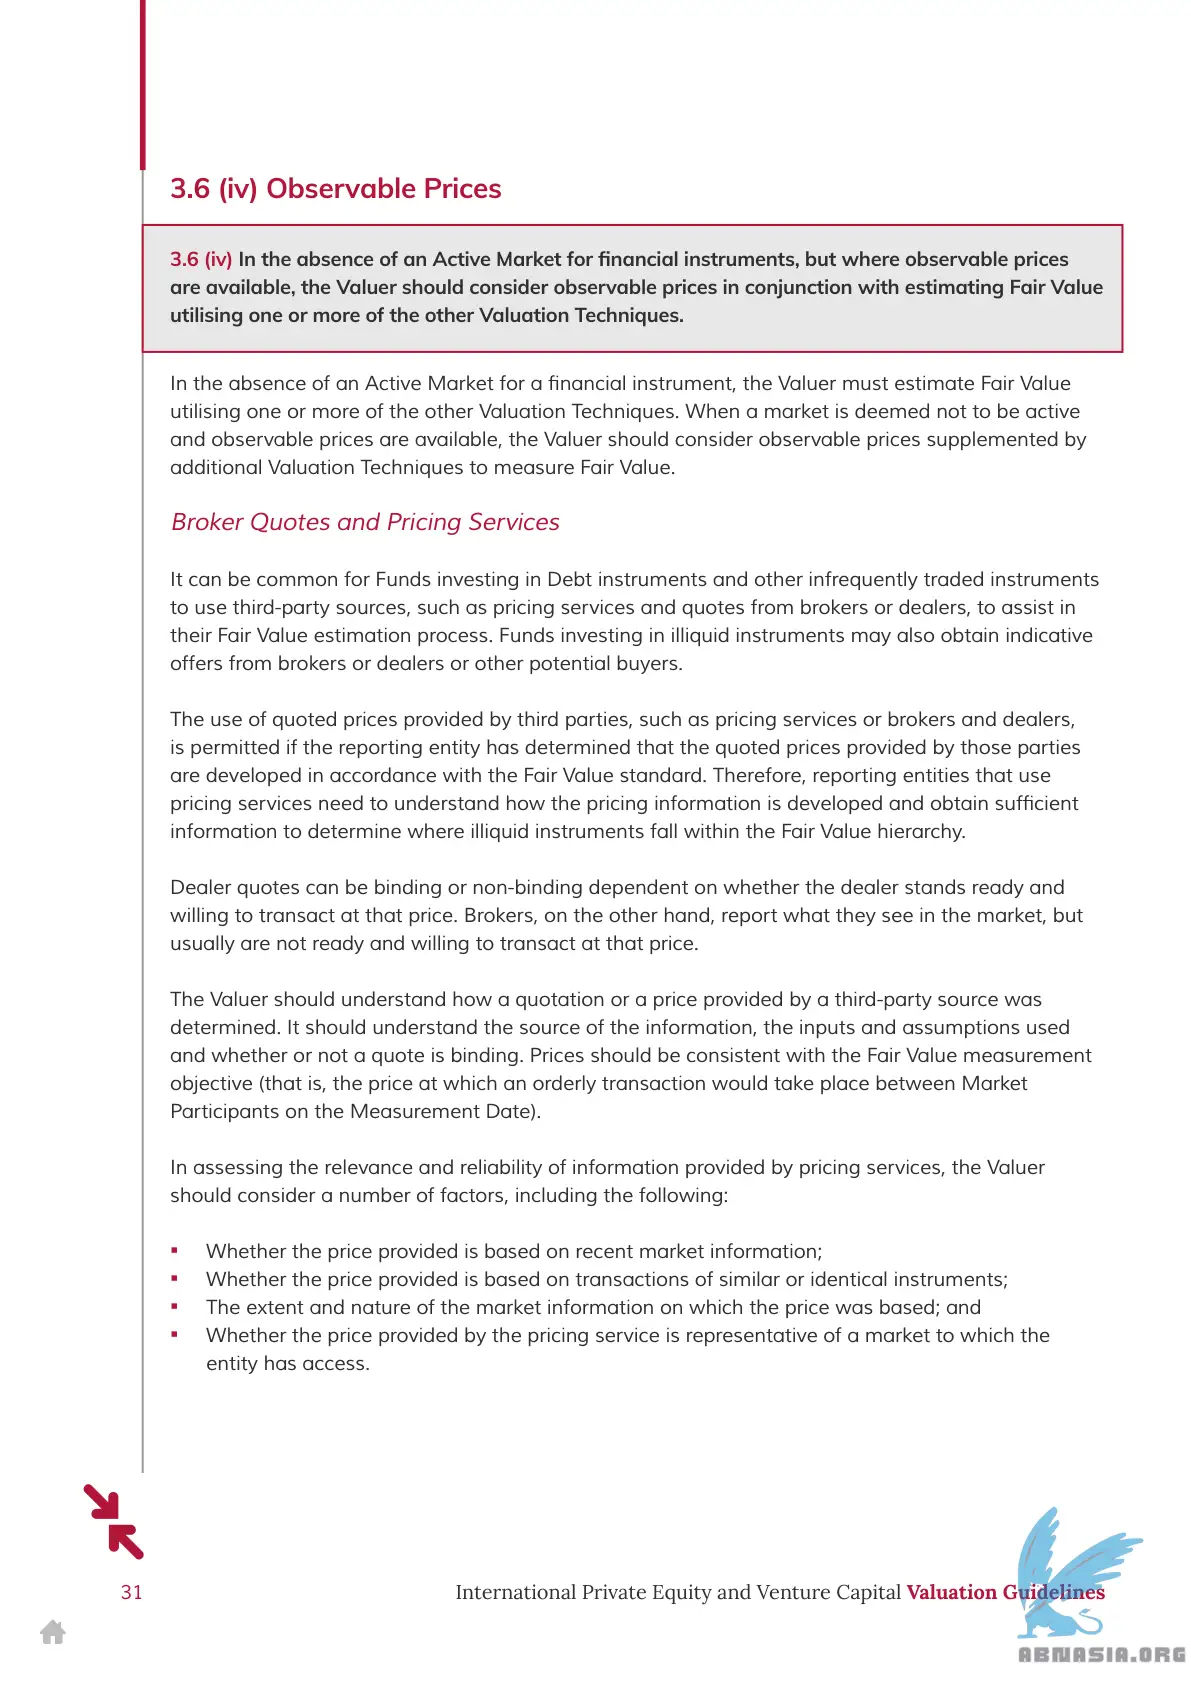 3.6 (iv) Observable Prices
3.6 (iv) In the absence of an Active Market for financial instruments, but where observable prices
are available, the Valuer should consider observable prices in conjunction with estimating Fair Value
utilising one or more of the other Valuation Techniques.
In the absence of an Active Market for a financial instrument, the Valuer must estimate Fair Value
utilising one or more of the other Valuation Techniques. When a market is deemed not to be active
and observable prices are available, the Valuer should consider observable prices supplemented by
additional Valuation Techniques to measure Fair Value.
Broker Quotes and Pricing Services
It can be common for Funds investing in Debt instruments and other infrequently traded instruments
to use third-party sources, such as pricing services and quotes from brokers or dealers, to assist in
their Fair Value estimation process. Funds investing in illiquid instruments may also obtain indicative
offers from brokers or dealers or other potential buyers.
The use of quoted prices provided by third parties, such as pricing services or brokers and dealers,
is permitted if the reporting entity has determined that the quoted prices provided by those parties
are developed in accordance with the Fair Value standard. Therefore, reporting entities that use
pricing services need to understand how the pricing information is developed and obtain sufficient
information to determine where illiquid instruments fall within the Fair Value hierarchy.
Dealer quotes can be binding or non-binding dependent on whether the dealer stands ready and
willing to transact at that price. Brokers, on the other hand, report what they see in the market, but
usually are not ready and willing to transact at that price.
The Valuer should understand how a quotation or a price provided by a third-party source was
determined. It should understand the source of the information, the inputs and assumptions used
and whether or not a quote is binding. Prices should be consistent with the Fair Value measurement
objective (that is, the price at which an orderly transaction would take place between Market
Participants on the Measurement Date).
In assessing the relevance and reliability of information provided by pricing services, the Valuer
should consider a number of factors, including the following:
▪ Whether the price provided is based on recent market information;
▪ Whether the price provided is based on transactions of similar or identical instruments;
▪ The extent and nature of the market information on which the price was based; and
▪ Whether the price provided by the pricing service is representative of a market to which the
entity has access.
31 International Private Equity and Venture Capital Valuation Guidelines
ABNASIA.ORG